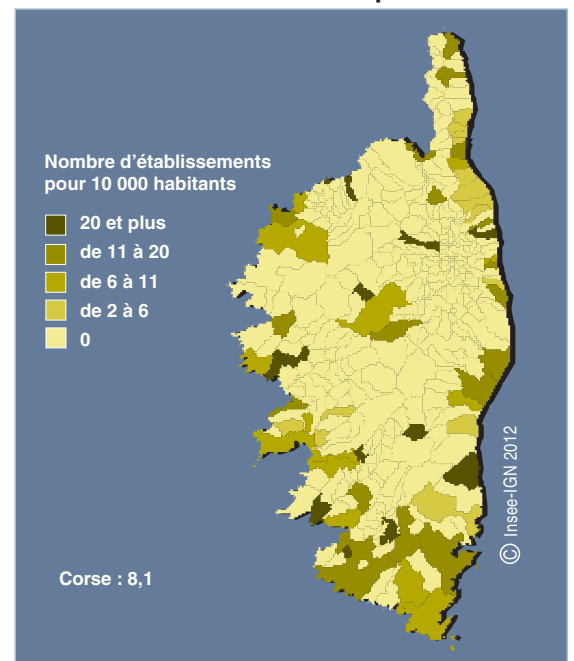 Nombre d'établissements
pour 10 000 habitants
20 et plus
de 11 à 20
de 6 à 11
de 2 à 6
0
© Insee-IGN 2012
Corse : 8,1